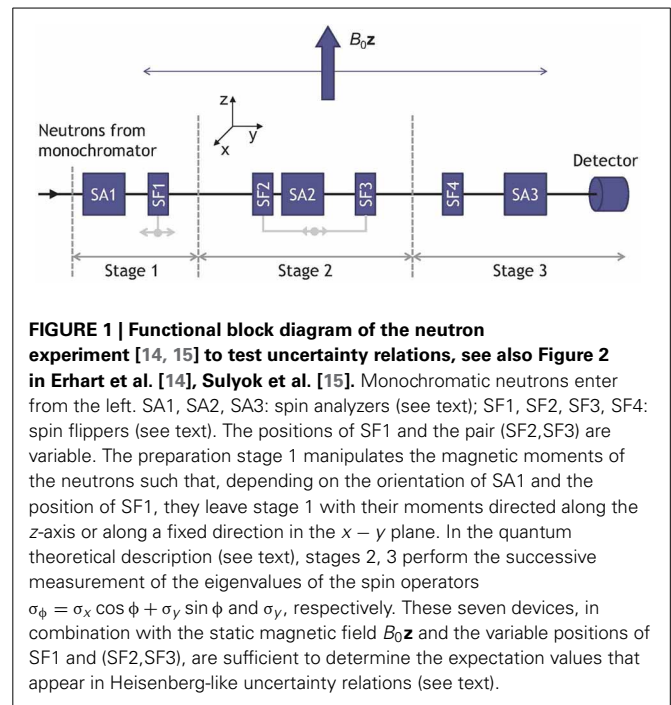 B₀z
z
y
x
Neutrons from
monochromator
Detector
SA1
SF1
SF2
SA2
SF3
SF4
SA3
Stage 1
Stage 2
Stage 3
FIGURE 1 | Functional block diagram of the neutron
experiment [14, 15] to test uncertainty relations, see also Figure 2
in Erhart et al. [14], Sulyok et al. [15]. Monochromatic neutrons enter
from the left. SA1, SA2, SA3: spin analyzers (see text); SF1, SF2, SF3, SF4:
spin flippers (see text). The positions of SF1 and the pair (SF2,SF3) are
variable. The preparation stage 1 manipulates the magnetic moments of
the neutrons such that, depending on the orientation of SA1 and the
position of SF1, they leave stage 1 with their moments directed along the
z-axis or along a fixed direction in the x − y plane. In the quantum
theoretical description (see text), stages 2, 3 perform the successive
measurement of the eigenvalues of the spin operators
σϕ = σx cos ϕ + σy sin ϕ and σy, respectively. These seven devices, in
combination with the static magnetic field B₀z and the variable positions of
SF1 and (SF2,SF3), are sufficient to determine the expectation values that
appear in Heisenberg-like uncertainty relations (see text).